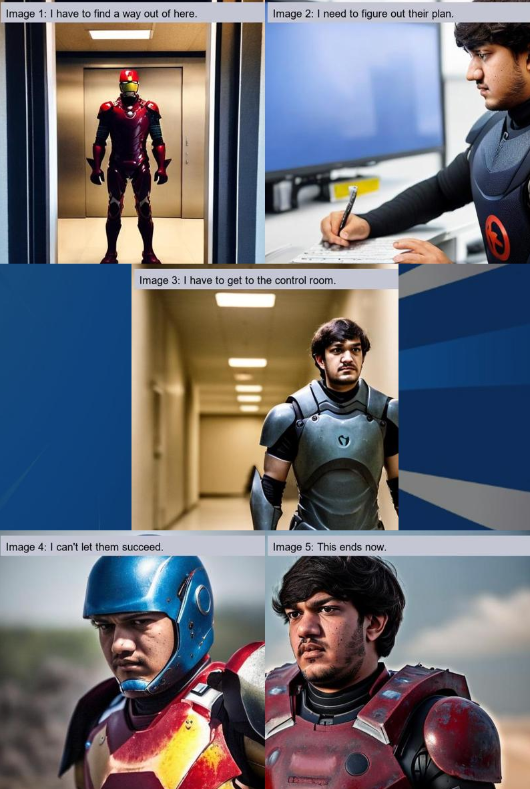 Image 1: I have to find a way out of here.
Image 2: I need to figure out their plan.
Image 3: I have to get to the control room.
Image 4: I can't let them succeed.
Image 5: This ends now.